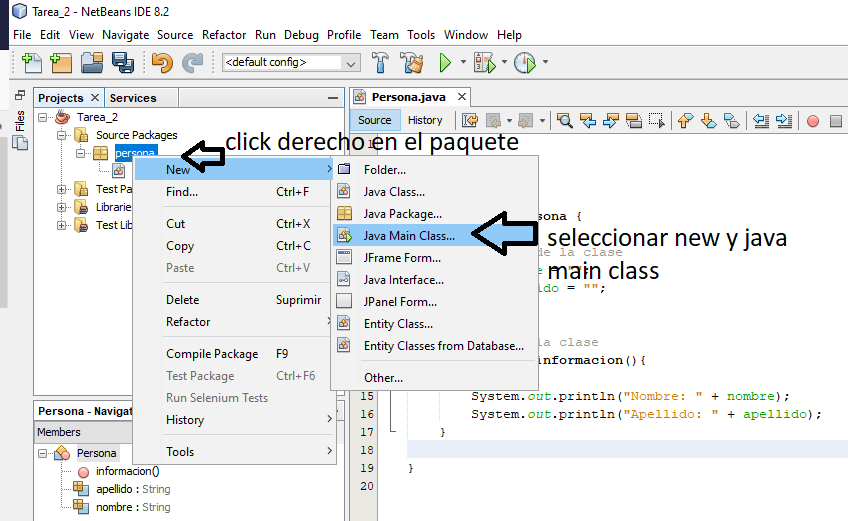 Tarea_2 - NetBeans IDE 8.2
File Edit View Navigate Source Refactor Run Debug Profile Team Tools Window Help
<default config>
Files
Projects Services
Tarea_2
Source Packages
persona
Test Pa
Librarie
Test Lib
click derecho en el paquete
New
Find... Ctrl+F
Cut Ctrl+X
Copy Ctrl+C
Paste Ctrl+V
Delete Suprimir
Refactor
Compile Package F9
Test Package Ctrl+F6
Run Selenium Tests
History
Tools
Folder...
Java Class...
Java Package...
Java Main Class...
JFrame Form...
Java Interface...
JPanel Form...
Entity Class...
Entity Classes from Database...
Other...
Persona.java
Source History
sona {
seleccionar new y java
main class
de la clase
e = "";
ido = "";
la clase
informacion(){
15 System.out.println("Nombre: " + nombre);
16 System.out.println("Apellido: " + apellido);
17 }
18
19 }
20
Persona - Navigat
Members
Persona
informacion()
apellido : String
nombre : String